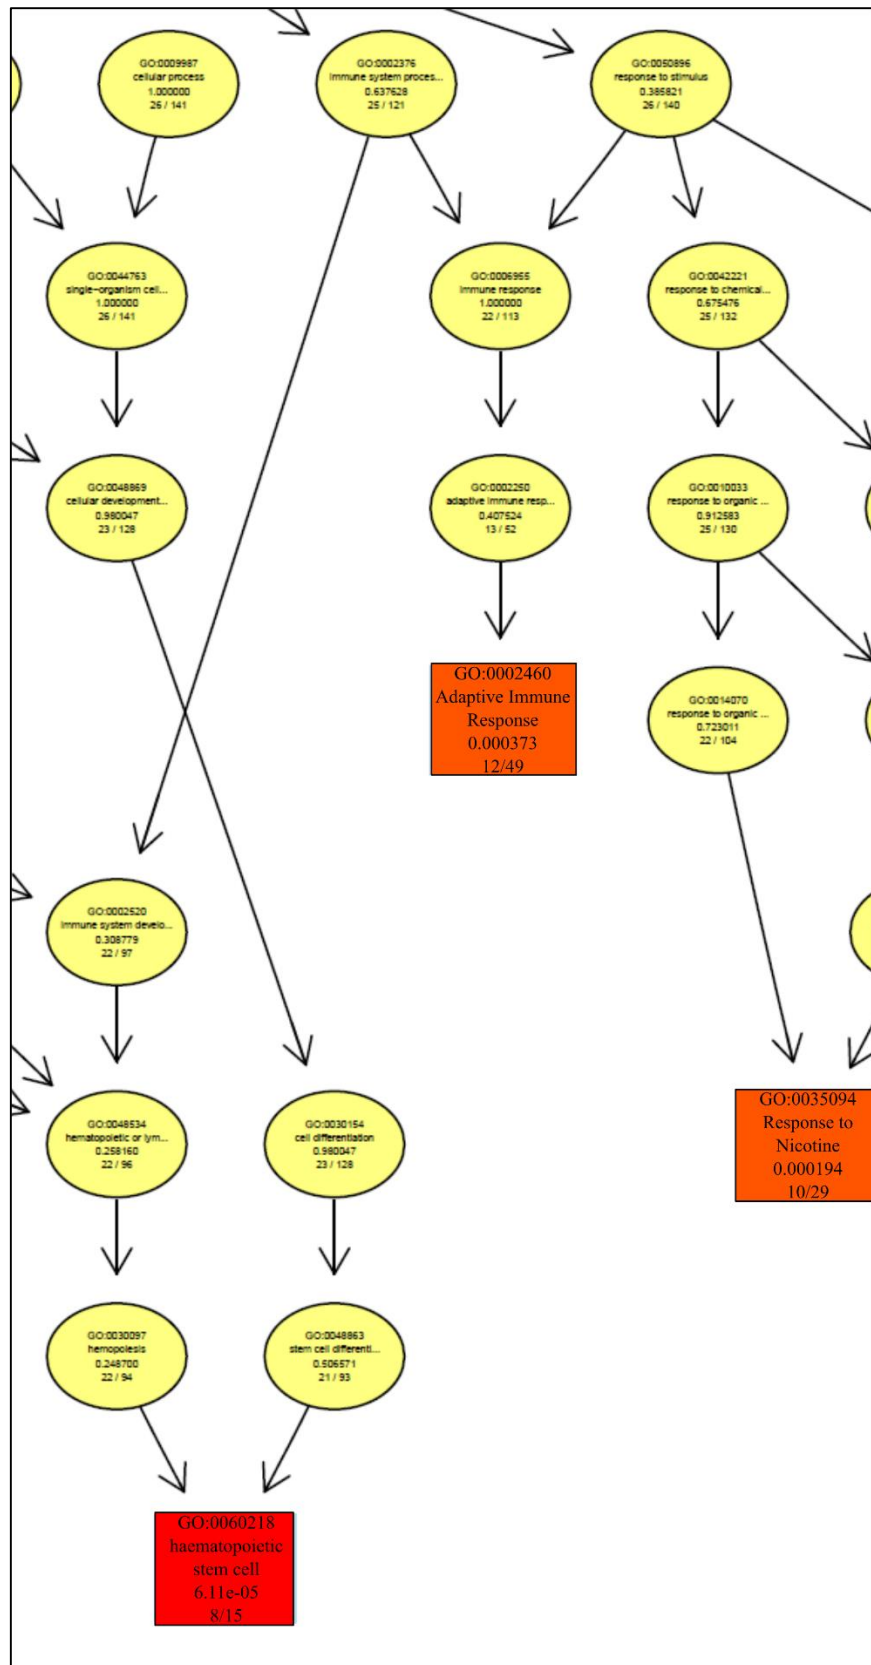 GO:0009987
cellular process
1.000000
26 / 141
GO:0002376
immune system proces...
0.637628
25 / 121
GO:0050896
response to stimulus
0.385821
26 / 140
GO:0044763
single-organism cell...
1.000000
26 / 141
GO:0006955
immune response
1.000000
22 / 113
GO:0042221
response to chemical...
0.675476
25 / 132
GO:0048869
cellular development...
0.980047
23 / 128
GO:0002250
adaptive immune resp...
0.407524
13 / 52
GO:0010033
response to organic ...
0.912583
25 / 130
GO:0002460
Adaptive Immune
Response
0.000373
12/49
GO:0014070
response to organic ...
0.723011
22 / 104
GO:0002520
immune system develo...
0.308779
22 / 97
GO:0048534
hematopoietic or lym...
0.258160
22 / 96
GO:0030154
cell differentiation
0.980047
23 / 128
GO:0035094
Response to
Nicotine
0.000194
10/29
GO:0030097
hemopoiesis
0.248700
22 / 94
GO:0048863
stem cell differenti...
0.506571
21 / 93
GO:0060218
haematopoietic
stem cell
6.11e-05
8/15